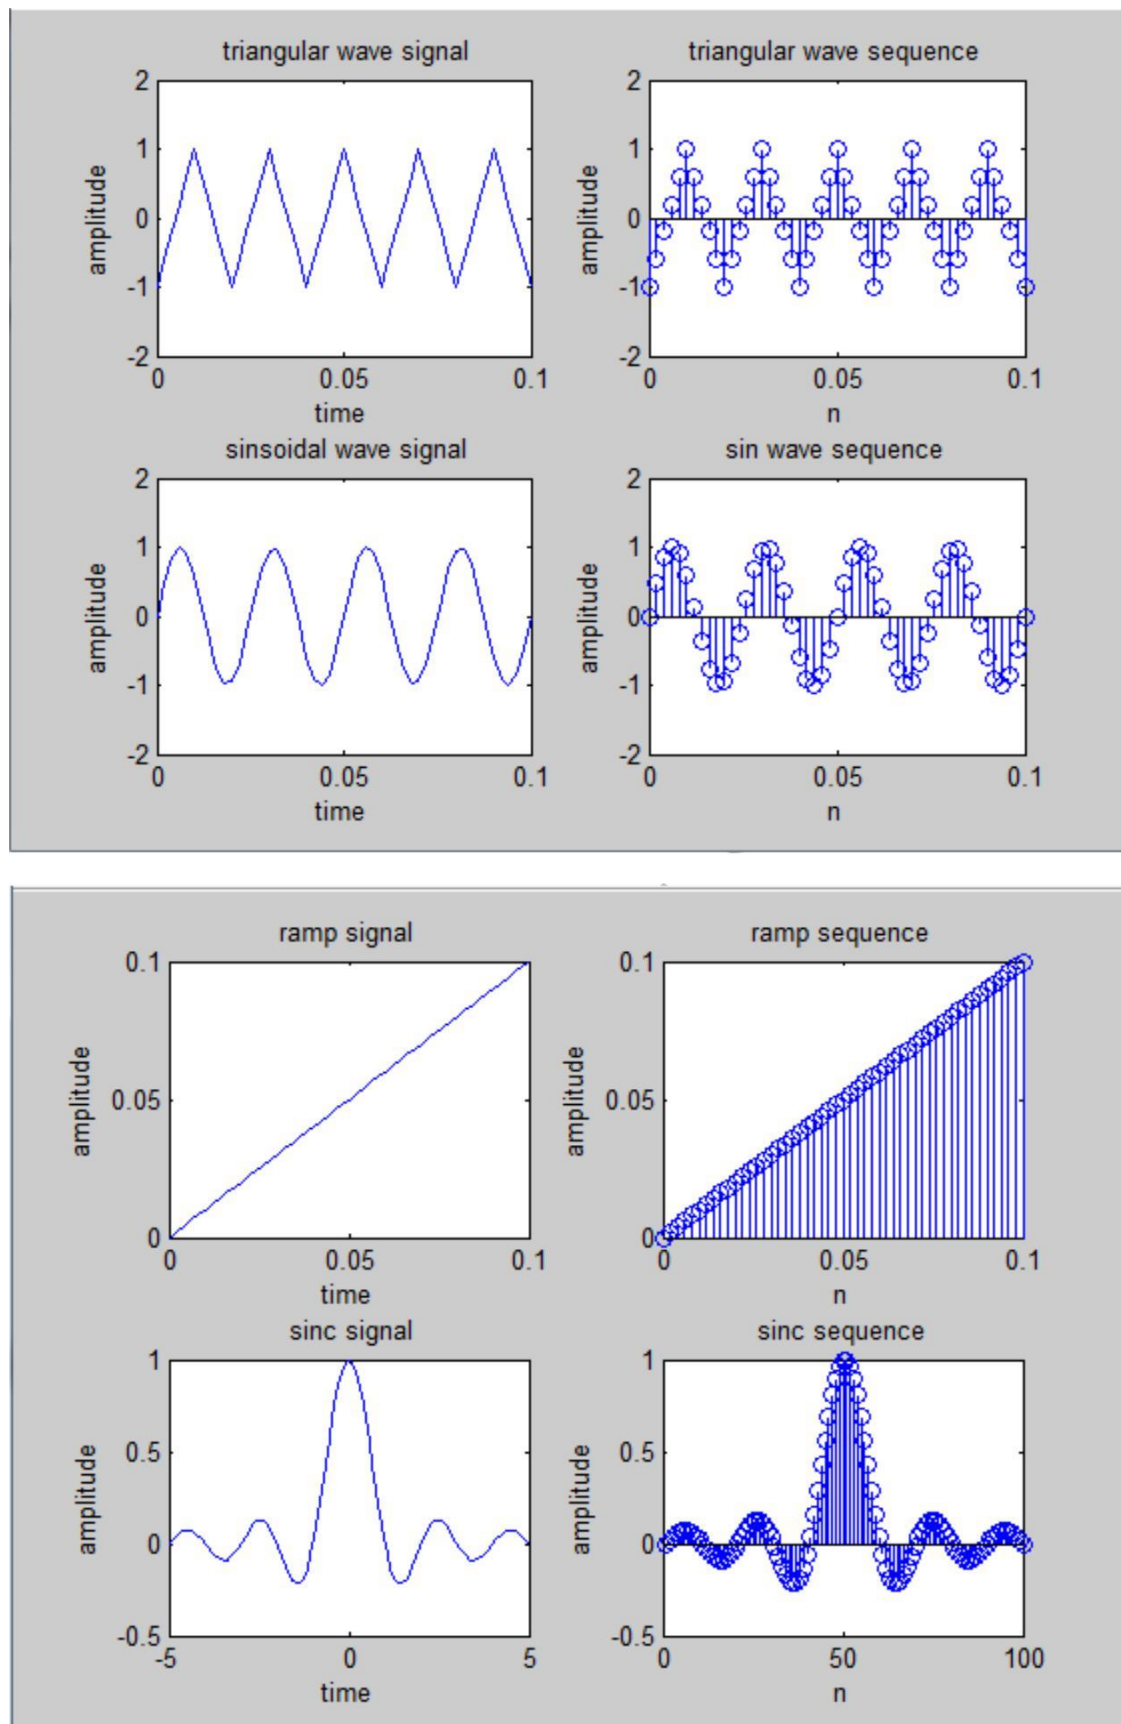 triangular wave signal
2
1
0
-1
-2
amplitude
0 0.05 0.1
time
triangular wave sequence
2
1
0
-1
-2
amplitude
0 0.05 0.1
n
sinsoidal wave signal
2
1
0
-1
-2
amplitude
0 0.05 0.1
time
sin wave sequence
2
1
0
-1
-2
amplitude
0 0.05 0.1
n
ramp signal
0.1
0.05
0
amplitude
0 0.05 0.1
time
ramp sequence
0.1
0.05
0
amplitude
0 0.05 0.1
n
sinc signal
1
0.5
0
-0.5
amplitude
-5 0 5
time
sinc sequence
1
0.5
0
-0.5
amplitude
0 50 100
n